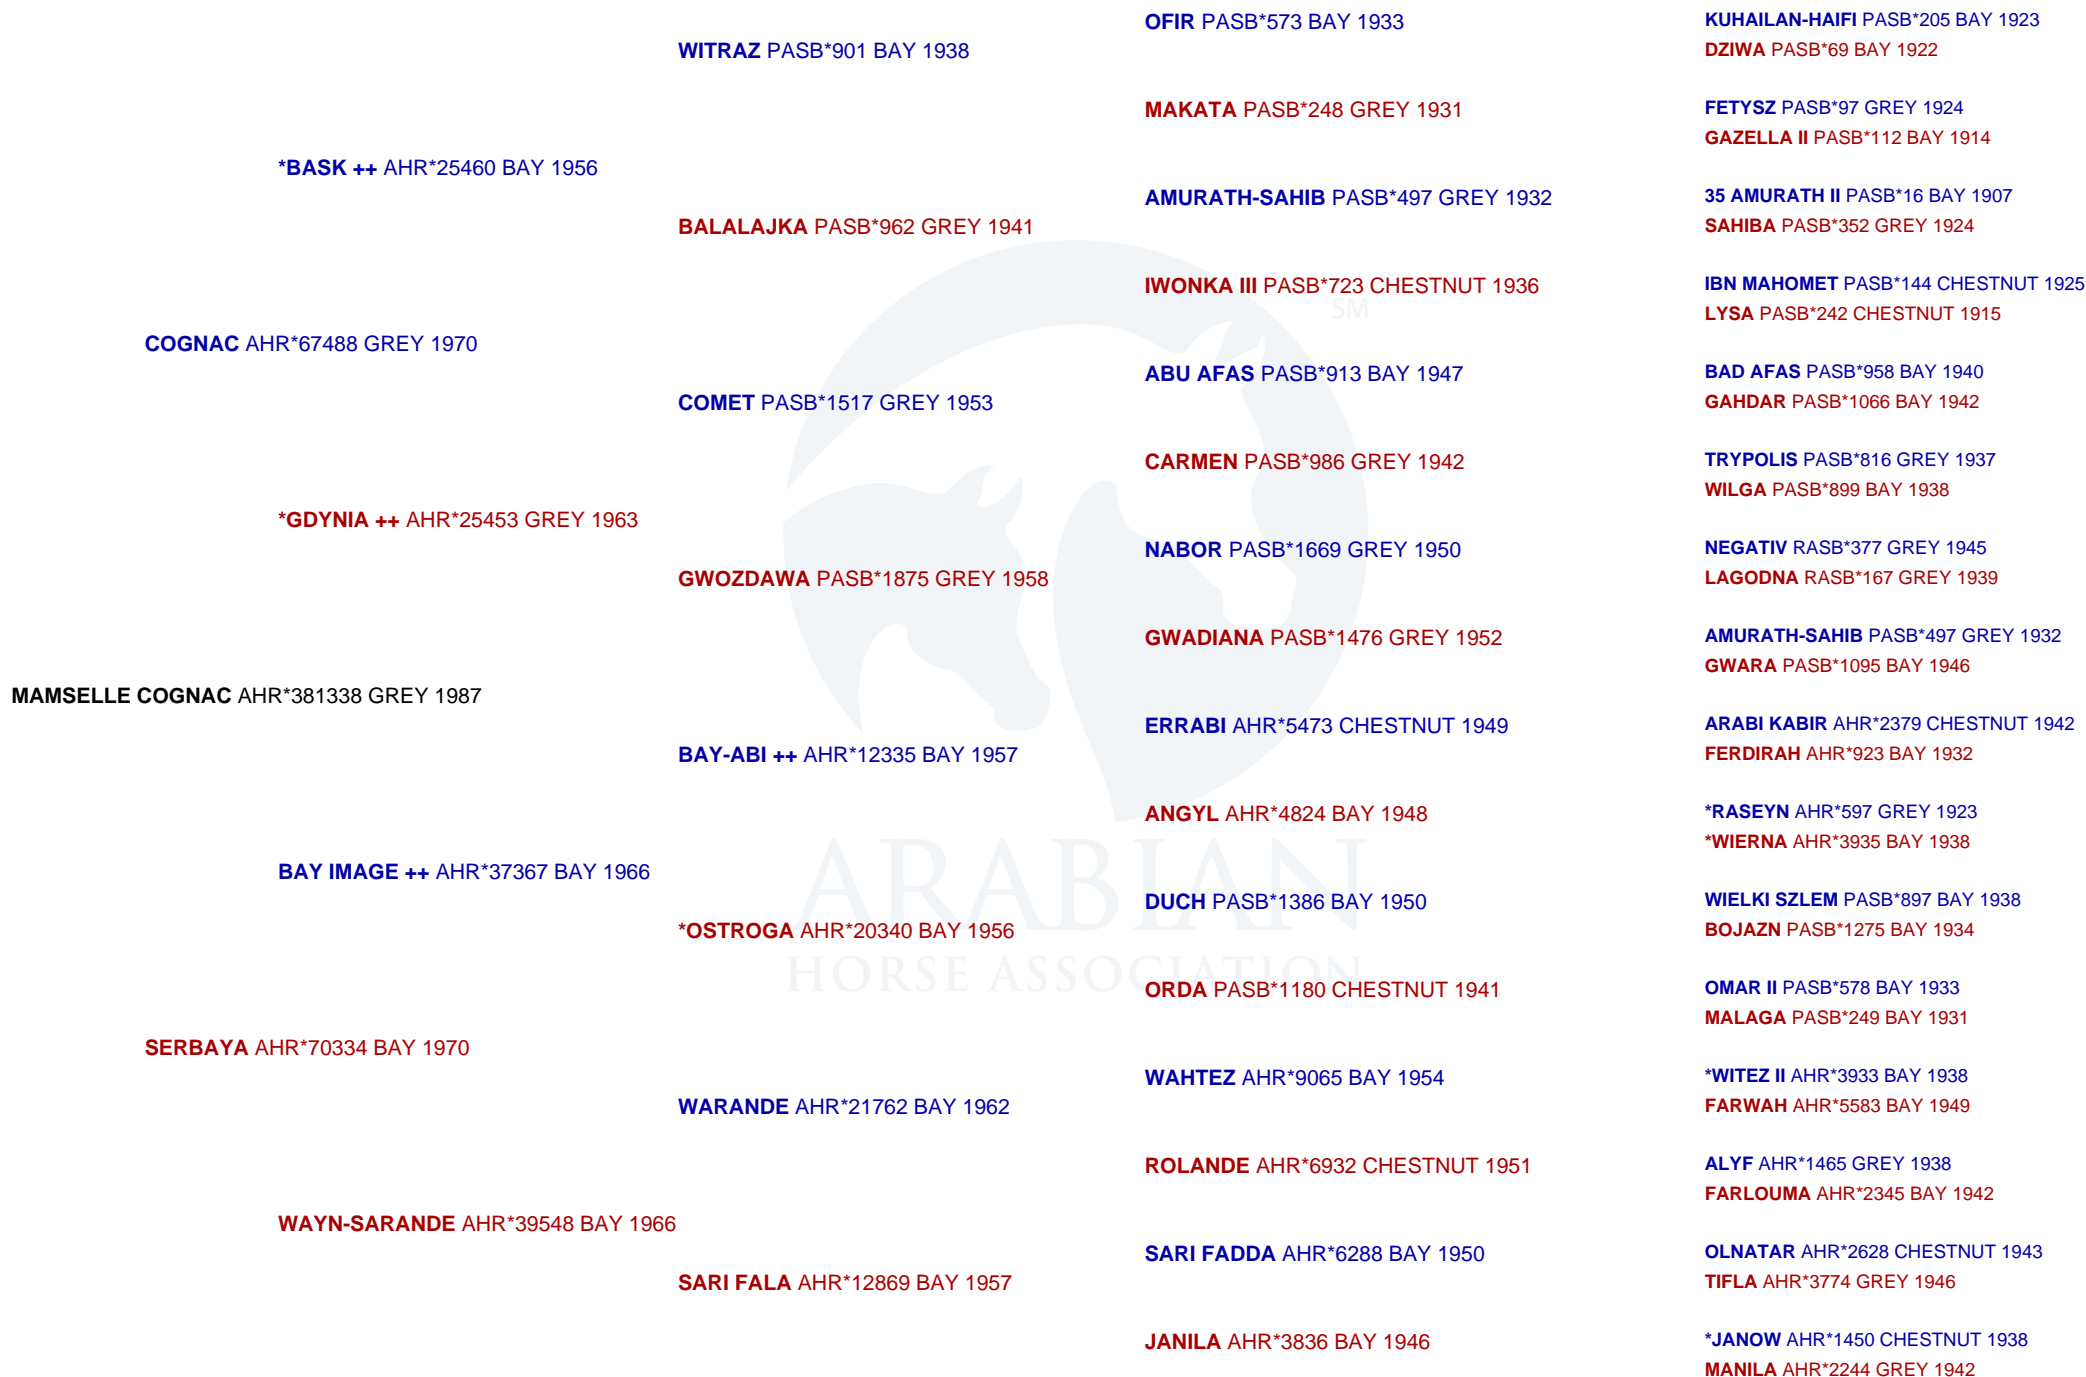 OFIR PASB*573 BAY 1933
KUHAILAN-HAIFI PASB*205 BAY 1923
WITRAZ PASB*901 BAY 1938
DZIWA PASB*69 BAY 1922
MAKATA PASB*248 GREY 1931
FETYSZ PASB*97 GREY 1924
GAZELLA II PASB*112 BAY 1914
*BASK ++ AHR*25460 BAY 1956
AMURATH-SAHIB PASB*497 GREY 1932
35 AMURATH II PASB*16 BAY 1907
BALALAJKA PASB*962 GREY 1941
SAHIBA PASB*352 GREY 1924
IWONKA III PASB*723 CHESTNUT 1936
IBN MAHOMET PASB*144 CHESTNUT 1925
SM
LYSA PASB*242 CHESTNUT 1915
COGNAC AHR*67488 GREY 1970
ABU AFAS PASB*913 BAY 1947
BAD AFAS PASB*958 BAY 1940
COMET PASB*1517 GREY 1953
GAHDAR PASB*1066 BAY 1942
CARMEN PASB*986 GREY 1942
TRYPOLIS PASB*816 GREY 1937
WILGA PASB*899 BAY 1938
*GDYNIA ++ AHR*25453 GREY 1963
NABOR PASB*1669 GREY 1950
NEGATIV RASB*377 GREY 1945
GWOZDAWA PASB*1875 GREY 1958
LAGODNA RASB*167 GREY 1939
GWADIANA PASB*1476 GREY 1952
AMURATH-SAHIB PASB*497 GREY 1932
GWARA PASB*1095 BAY 1946
MAMSELLE COGNAC AHR*381338 GREY 1987
ERRABI AHR*5473 CHESTNUT 1949
ARABI KABIR AHR*2379 CHESTNUT 1942
BAY-ABI ++ AHR*12335 BAY 1957
FERDIRAH AHR*923 BAY 1932
ANGYL AHR*4824 BAY 1948
*RASEYN AHR*597 GREY 1923
*WIERNA AHR*3935 BAY 1938
BAY IMAGE ++ AHR*37367 BAY 1966
ARABIAN
DUCH PASB*1386 BAY 1950
WIELKI SZLEM PASB*897 BAY 1938
*OSTROGA AHR*20340 BAY 1956
BOJAZN PASB*1275 BAY 1934
HORSE ASSOCIATION
ORDA PASB*1180 CHESTNUT 1941
OMAR II PASB*578 BAY 1933
MALAGA PASB*249 BAY 1931
SERBAYA AHR*70334 BAY 1970
WAHTEZ AHR*9065 BAY 1954
*WITEZ II AHR*3933 BAY 1938
WARANDE AHR*21762 BAY 1962
FARWAH AHR*5583 BAY 1949
ROLANDE AHR*6932 CHESTNUT 1951
ALYF AHR*1465 GREY 1938
FARLOUMA AHR*2345 BAY 1942
WAYN-SARANDE AHR*39548 BAY 1966
SARI FADDA AHR*6288 BAY 1950
OLNATAR AHR*2628 CHESTNUT 1943
SARI FALA AHR*12869 BAY 1957
TIFLA AHR*3774 GREY 1946
JANILA AHR*3836 BAY 1946
*JANOW AHR*1450 CHESTNUT 1938
MANILA AHR*2244 GREY 1942